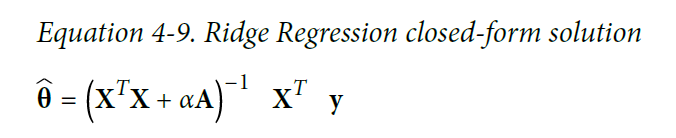 Equation 4-9. Ridge Regression closed-form solution
θ̂ = (XᵀX + αA)⁻¹ Xᵀ y